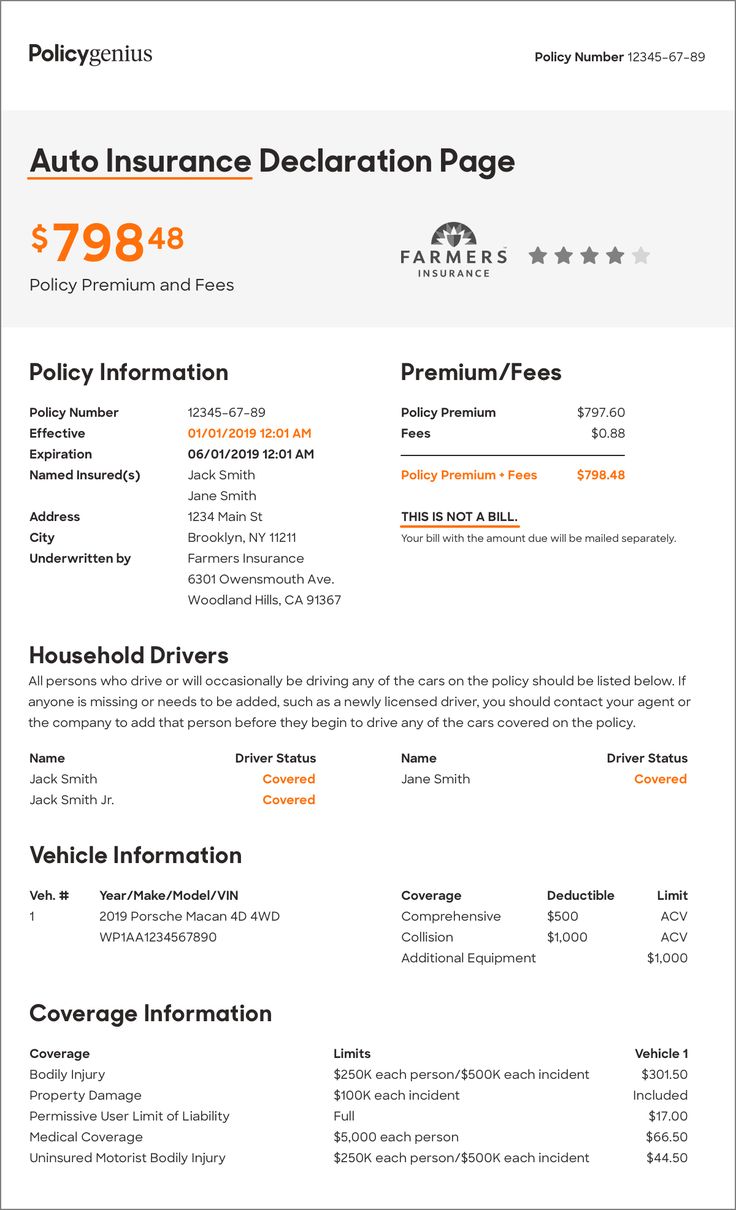 Policygenius
Policy Number 12345–67–89
Auto Insurance Declaration Page
$798 48
Policy Premium and Fees
FARMERS
INSURANCE
Policy Information
Policy Number 12345–67–89
Effective 01/01/2019 12:01 AM
Expiration 06/01/2019 12:01 AM
Named Insured(s) Jack Smith
Jane Smith
Address 1234 Main St
City Brooklyn, NY 11211
Underwritten by Farmers Insurance
6301 Owensmouth Ave.
Woodland Hills, CA 91367
Premium/Fees
Policy Premium $797.60
Fees $0.88
Policy Premium + Fees $798.48
THIS IS NOT A BILL.
Your bill with the amount due will be mailed separately.
Household Drivers
All persons who drive or will occasionally be driving any of the cars on the policy should be listed below. If
anyone is missing or needs to be added, such as a newly licensed driver, you should contact your agent or
the company to add that person before they begin to drive any of the cars covered on the policy.
Name Driver Status Name Driver Status
Jack Smith Covered Jane Smith Covered
Jack Smith Jr. Covered
Vehicle Information
Veh. # Year/Make/Model/VIN
1 2019 Porsche Macan 4D 4WD
WP1AA1234567890
Coverage Deductible Limit
Comprehensive $500 ACV
Collision $1,000 ACV
Additional Equipment $1,000
Coverage Information
Coverage Limits Vehicle 1
Bodily Injury $250K each person/$500K each incident $301.50
Property Damage $100K each incident Included
Permissive User Limit of Liability Full $17.00
Medical Coverage $5,000 each person $66.50
Uninsured Motorist Bodily Injury $250K each person/$500K each incident $44.50